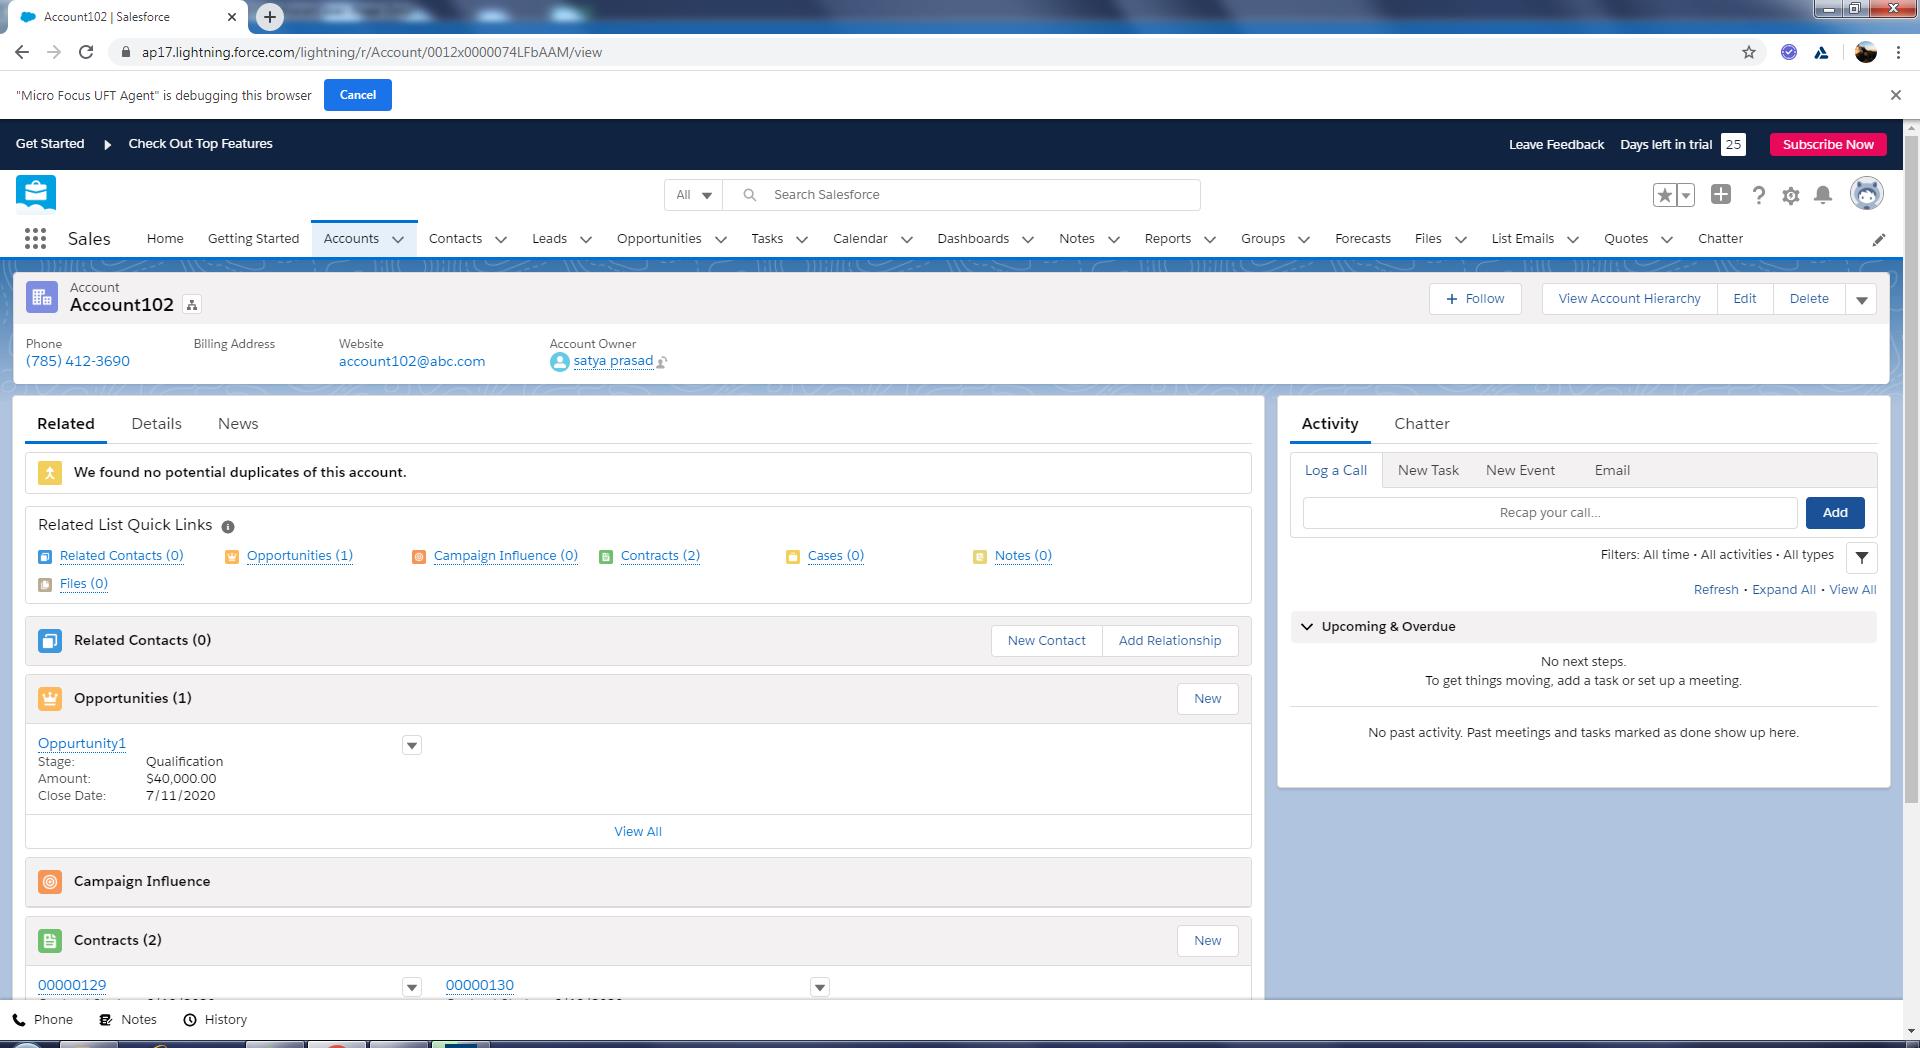 Account102 | Salesforce
ap17.lightning.force.com/lightning/r/Account/0012x0000074LFbAAM/view
"Micro Focus UFT Agent" is debugging this browser Cancel
Get Started Check Out Top Features Leave Feedback Days left in trial 25 Subscribe Now
All Search Salesforce
Sales Home Getting Started Accounts Contacts Leads Opportunities Tasks Calendar Dashboards Notes Reports Groups Forecasts Files List Emails Quotes Chatter
Account
Account102
+ Follow View Account Hierarchy Edit Delete
Phone Billing Address Website Account Owner
(785) 412-3690 account102@abc.com satya prasad
Related Details News
We found no potential duplicates of this account.
Related List Quick Links
Related Contacts (0) Opportunities (1) Campaign Influence (0) Contracts (2) Cases (0) Notes (0)
Files (0)
Related Contacts (0) New Contact Add Relationship
Opportunities (1) New
Oppurtunity1
Stage: Qualification
Amount: $40,000.00
Close Date: 7/11/2020
View All
Campaign Influence
Contracts (2) New
00000129 00000130
Activity Chatter
Log a Call New Task New Event Email
Recap your call... Add
Filters: All time • All activities • All types
Refresh • Expand All • View All
Upcoming & Overdue
No next steps.
To get things moving, add a task or set up a meeting.
No past activity. Past meetings and tasks marked as done show up here.
Phone Notes History